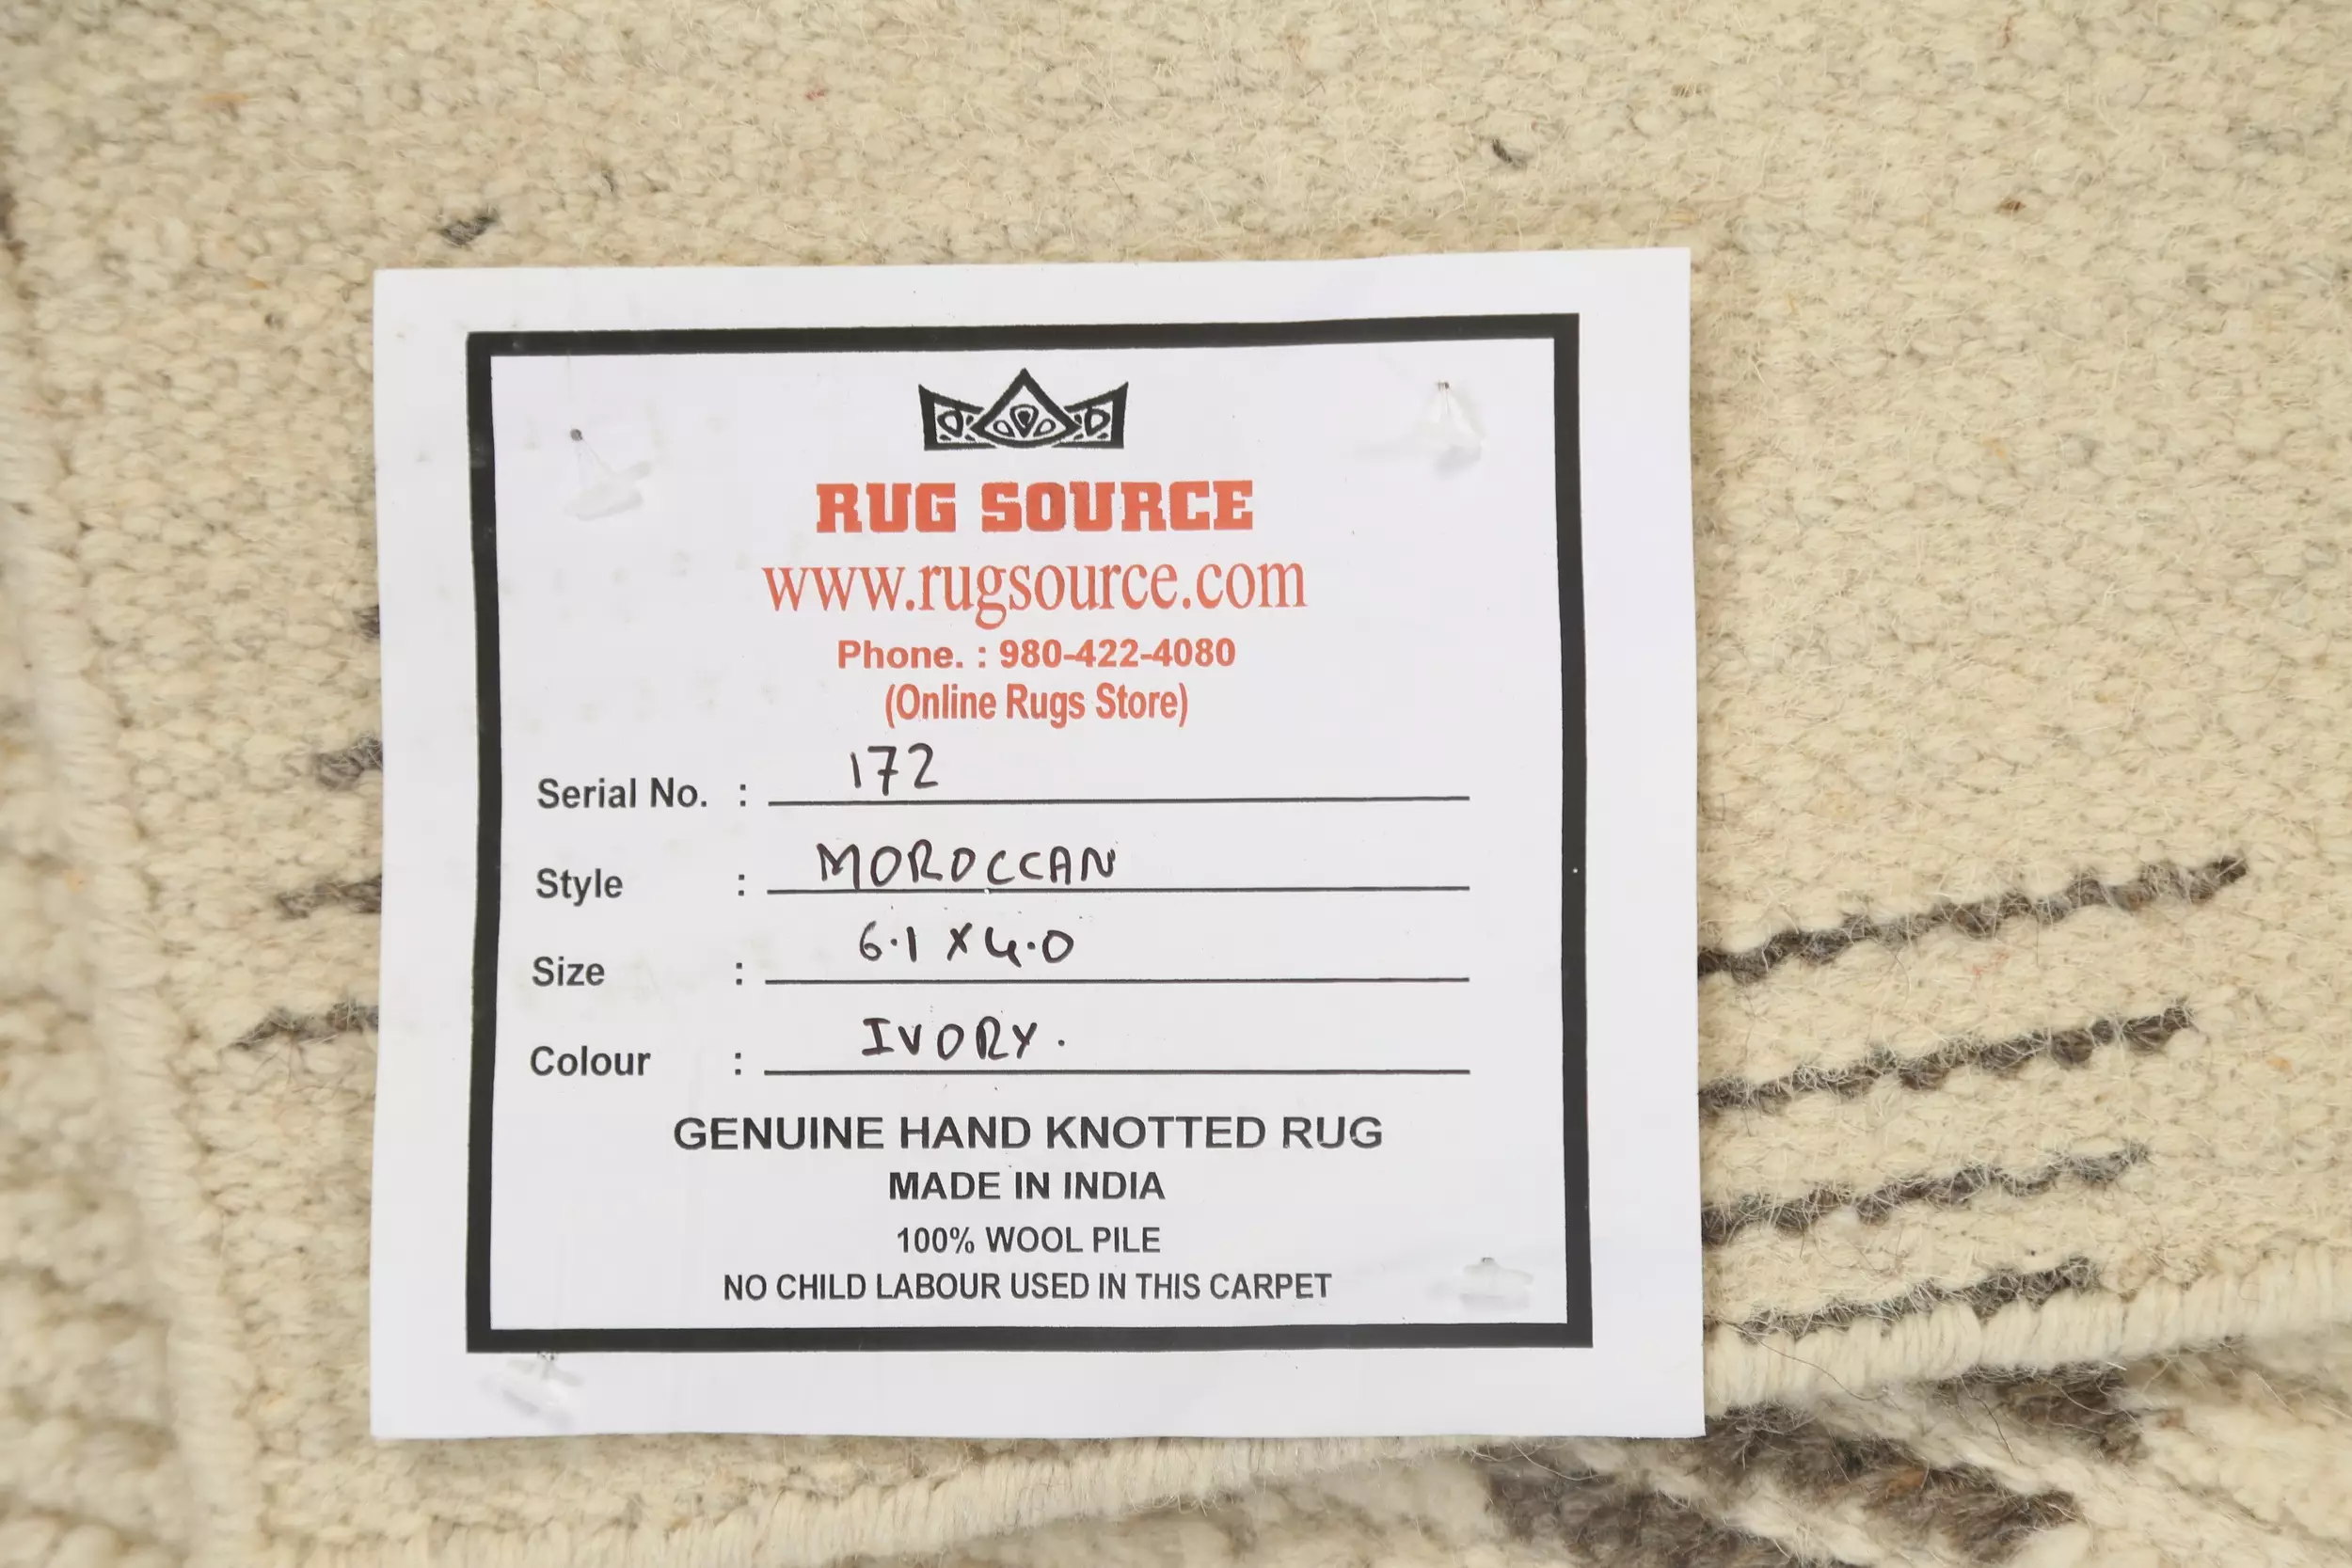 RUG SOURCE
www.rugsource.com
Phone. : 980-422-4080
(Online Rugs Store)
Serial No. : 172
Style : MOROCCAN
Size : 6.1 X 4.0
Colour : IVORY.
GENUINE HAND KNOTTED RUG
MADE IN INDIA
100% WOOL PILE
NO CHILD LABOUR USED IN THIS CARPET